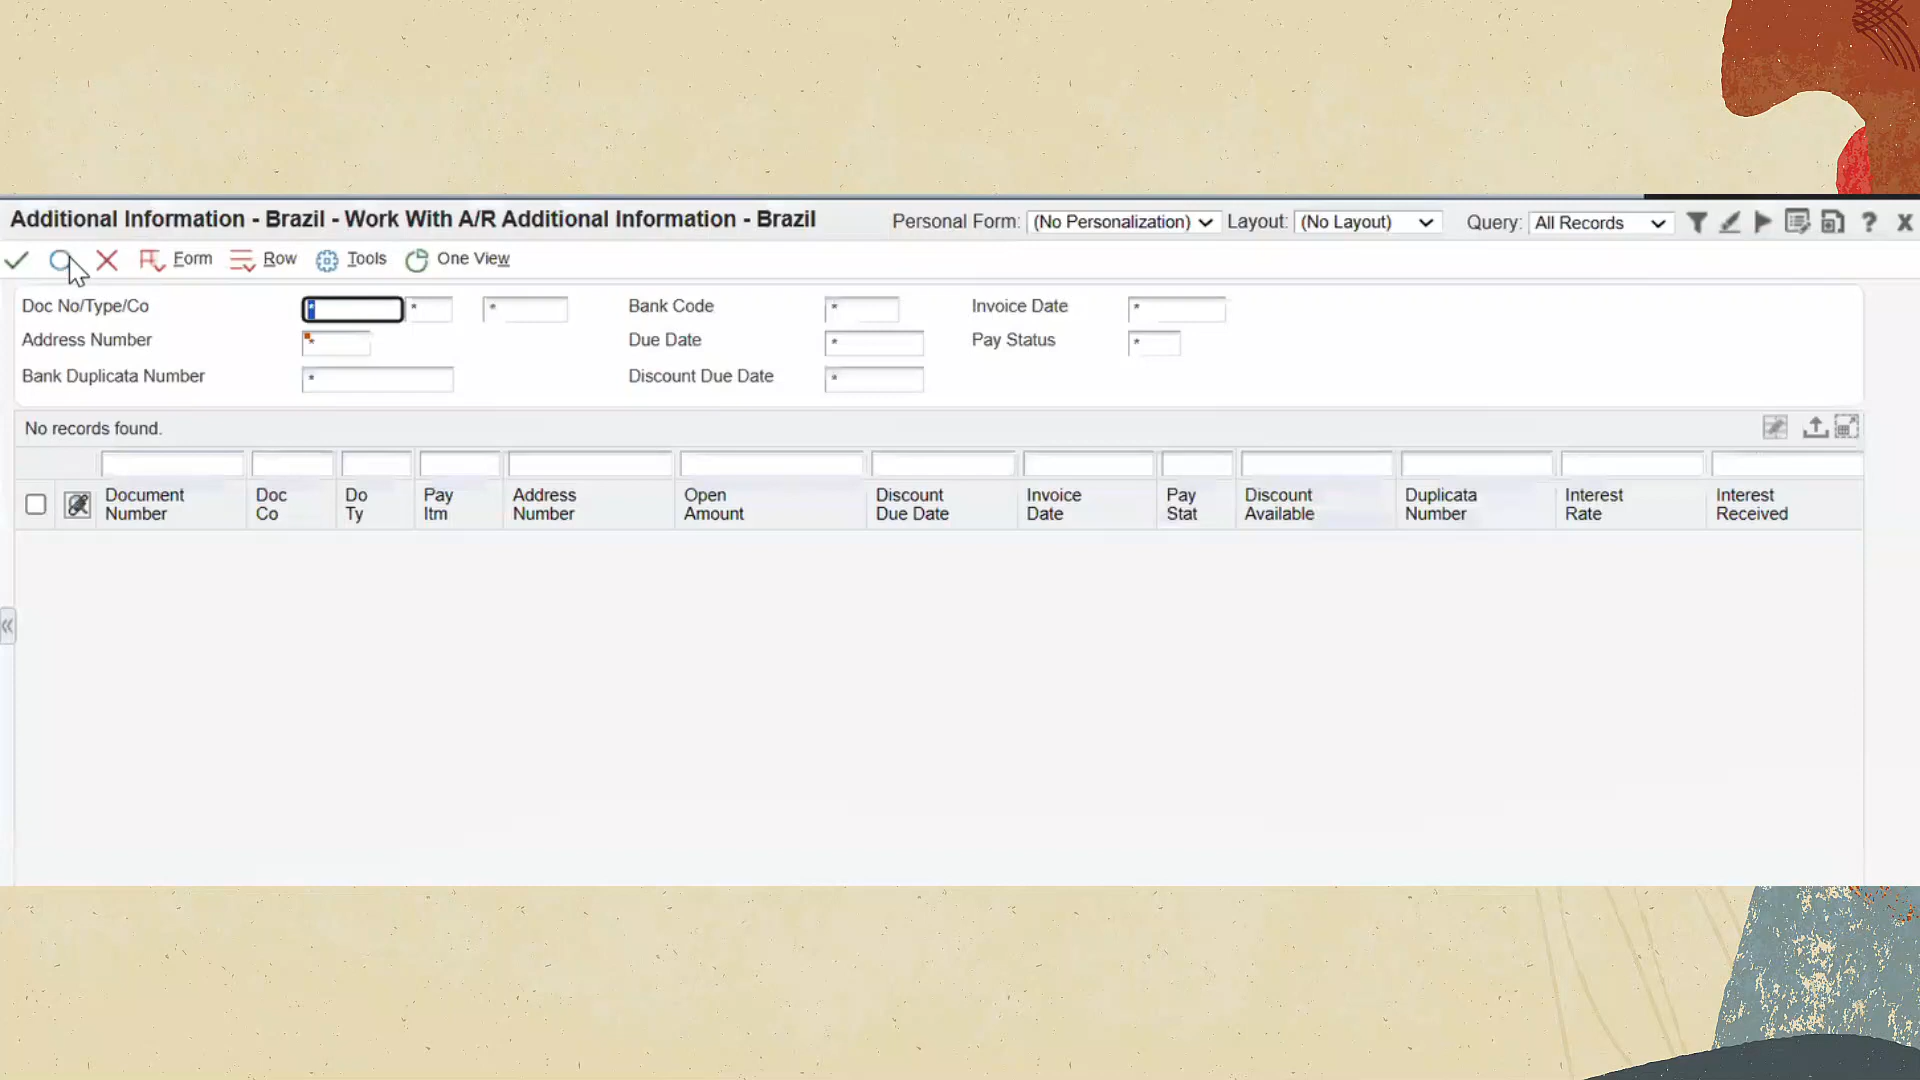 Additional Information - Brazil - Work With A/R Additional Information - Brazil
Personal Form: (No Personalization) Layout: (No Layout) Query: All Records
Form Row Tools One View
Doc No/Type/Co * * * Bank Code * Invoice Date *
Address Number * Due Date * Pay Status *
Bank Duplicata Number * Discount Due Date *
No records found.
Document Number
Doc Co
Do Ty
Pay Itm
Address Number
Open Amount
Discount Due Date
Invoice Date
Pay Stat
Discount Available
Duplicata Number
Interest Rate
Interest Received